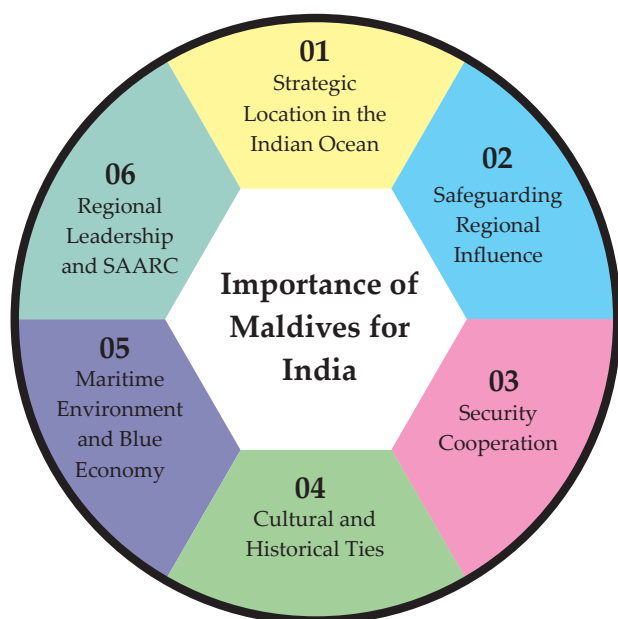 01
Strategic
Location in the
Indian Ocean
02
Safeguarding
Regional
Influence
03
Security
Cooperation
04
Cultural and
Historical Ties
05
Maritime
Environment
and Blue
Economy
06
Regional
Leadership
and SAARC
Importance of
Maldives for
India